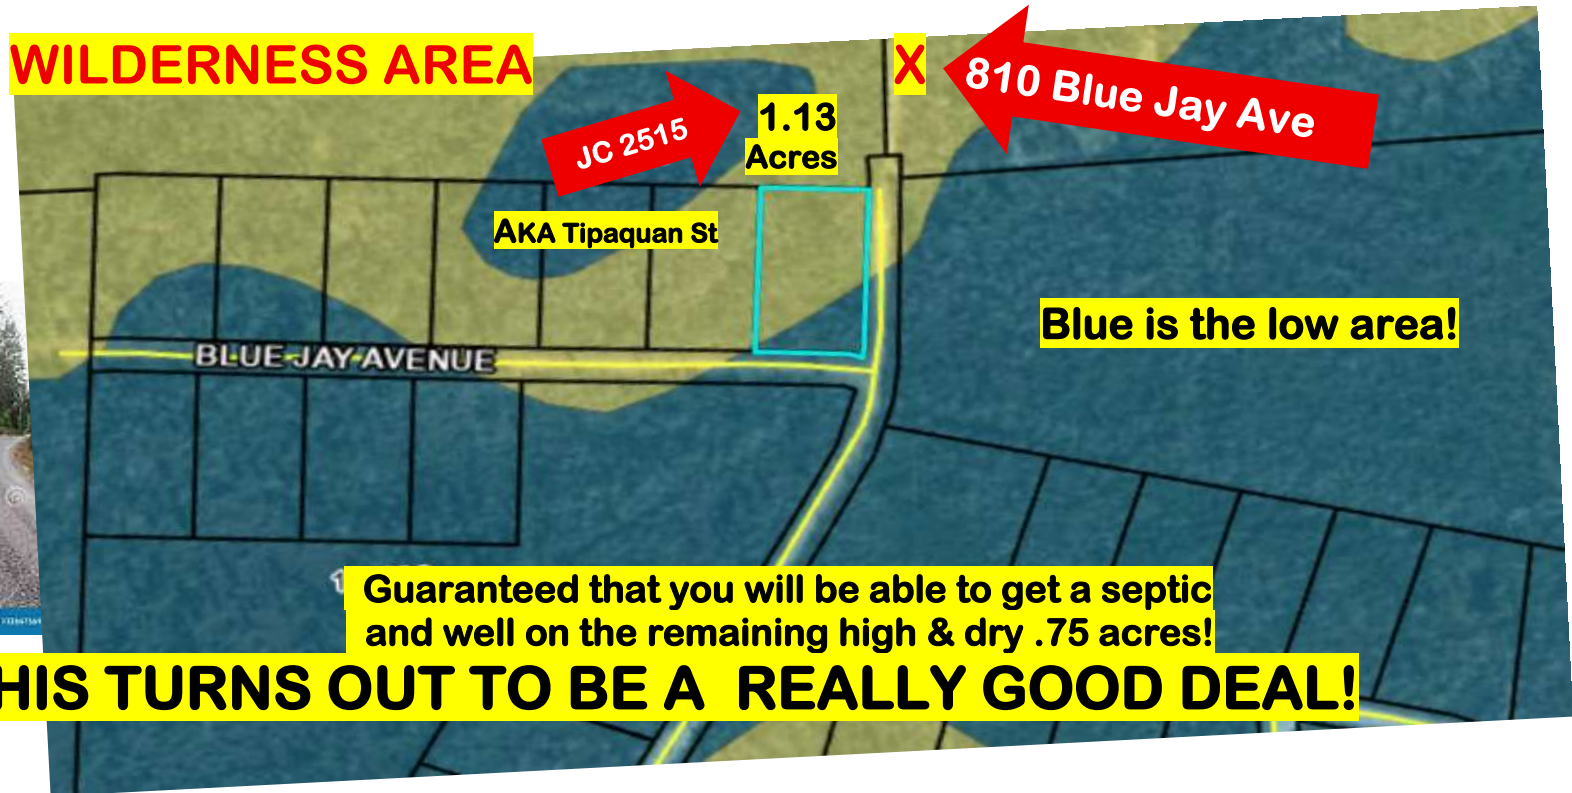 WILDERNESS AREA
X
810 Blue Jay Ave
JC 2515
1.13
Acres
AKA Tipaquan St
Blue is the low area!
BLUE JAY AVENUE
Guaranteed that you will be able to get a septic
and well on the remaining high & dry .75 acres!
HIS TURNS OUT TO BE A REALLY GOOD DEAL!